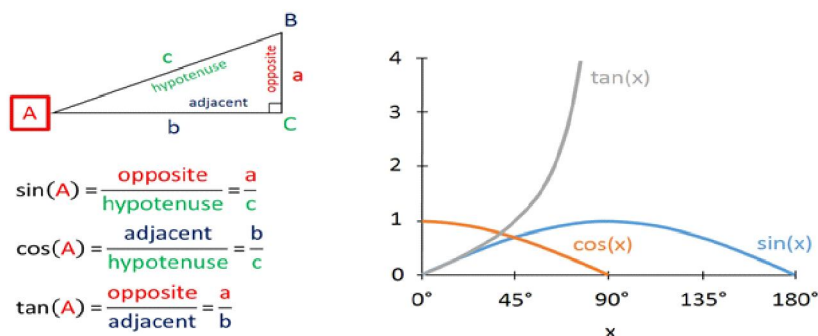 B
c
hypotenuse
opposite
a
A
adjacent
b
C
sin(A) = opposite/hypotenuse = a/c
cos(A) = adjacent/hypotenuse = b/c
tan(A) = opposite/adjacent = a/b
4
3
2
1
0
tan(x)
cos(x)
sin(x)
0° 45° 90° 135° 180°
x